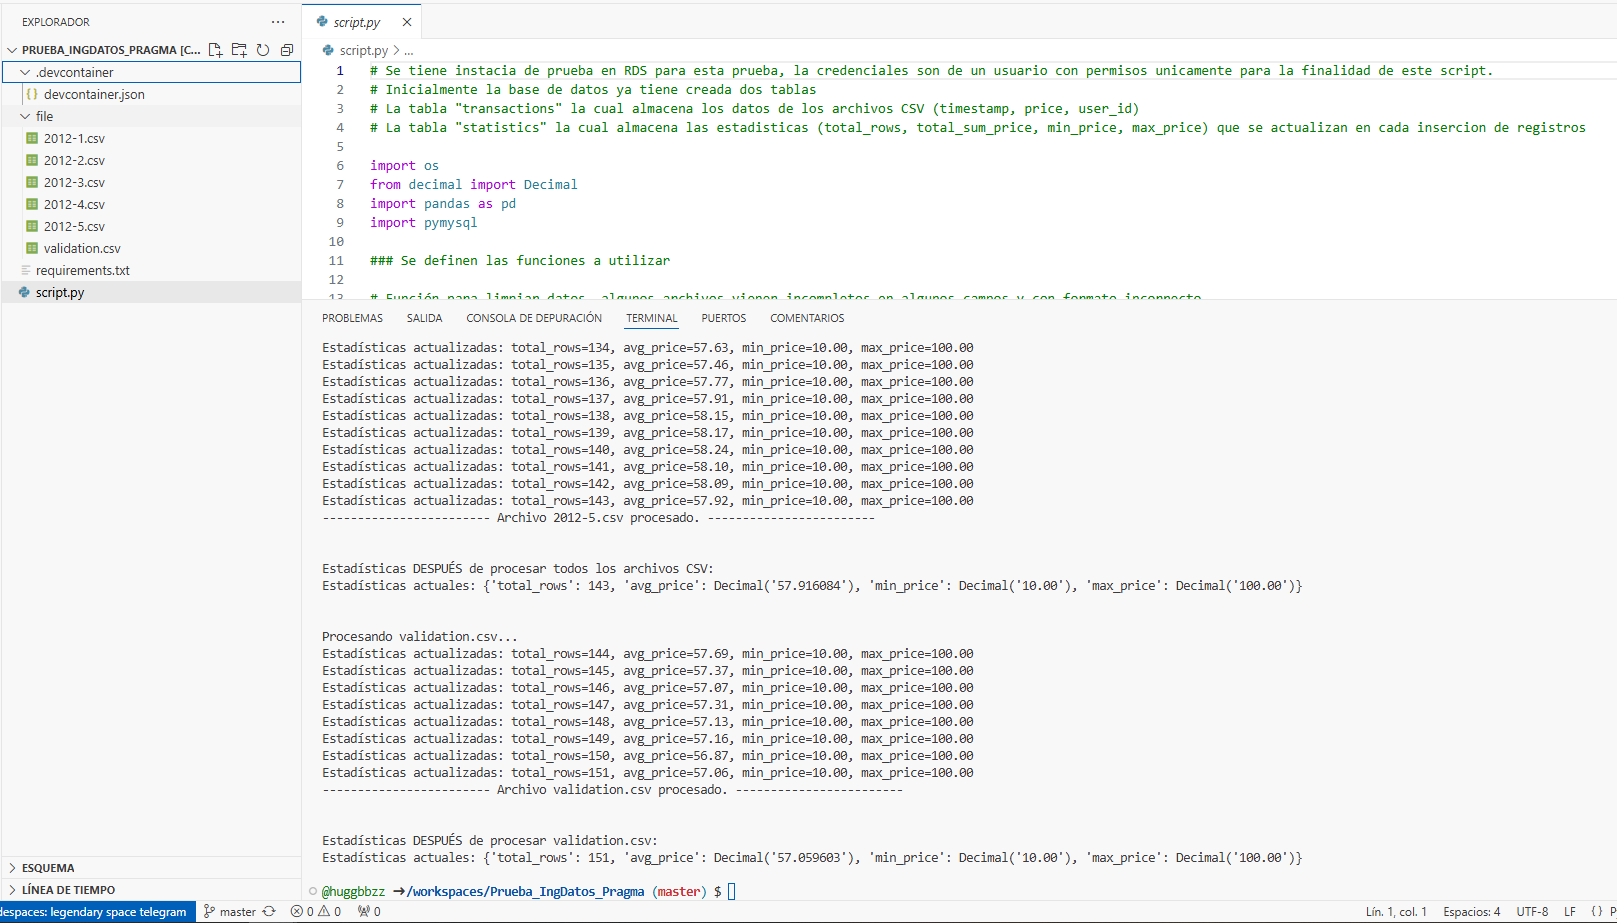 EXPLORADOR
PRUEBA_INGDATOS_PRAGMA [C...
.devcontainer
{} devcontainer.json
file
2012-1.csv
2012-2.csv
2012-3.csv
2012-4.csv
2012-5.csv
validation.csv
requirements.txt
script.py
ESQUEMA
LÍNEA DE TIEMPO
script.py
script.py > ...
1 # Se tiene instacia de prueba en RDS para esta prueba, la credenciales son de un usuario con permisos unicamente para la finalidad de este script.
2 # Inicialmente la base de datos ya tiene creada dos tablas
3 # La tabla "transactions" la cual almacena los datos de los archivos CSV (timestamp, price, user_id)
4 # La tabla "statistics" la cual almacena las estadisticas (total_rows, total_sum_price, min_price, max_price) que se actualizan en cada insercion de registros
5
6 import os
7 from decimal import Decimal
8 import pandas as pd
9 import pymysql
10
11 ### Se definen las funciones a utilizar
12
13 # Función para limpiar datos, algunos archivos vienen incompletos en algunos campos y con formato incorrecto
PROBLEMAS SALIDA CONSOLA DE DEPURACIÓN TERMINAL PUERTOS COMENTARIOS
Estadísticas actualizadas: total_rows=134, avg_price=57.63, min_price=10.00, max_price=100.00
Estadísticas actualizadas: total_rows=135, avg_price=57.46, min_price=10.00, max_price=100.00
Estadísticas actualizadas: total_rows=136, avg_price=57.77, min_price=10.00, max_price=100.00
Estadísticas actualizadas: total_rows=137, avg_price=57.91, min_price=10.00, max_price=100.00
Estadísticas actualizadas: total_rows=138, avg_price=58.15, min_price=10.00, max_price=100.00
Estadísticas actualizadas: total_rows=139, avg_price=58.17, min_price=10.00, max_price=100.00
Estadísticas actualizadas: total_rows=140, avg_price=58.24, min_price=10.00, max_price=100.00
Estadísticas actualizadas: total_rows=141, avg_price=58.10, min_price=10.00, max_price=100.00
Estadísticas actualizadas: total_rows=142, avg_price=58.09, min_price=10.00, max_price=100.00
Estadísticas actualizadas: total_rows=143, avg_price=57.92, min_price=10.00, max_price=100.00
------------------------ Archivo 2012-5.csv procesado. ------------------------
Estadísticas DESPUÉS de procesar todos los archivos CSV:
Estadísticas actuales: {'total_rows': 143, 'avg_price': Decimal('57.916084'), 'min_price': Decimal('10.00'), 'max_price': Decimal('100.00')}
Procesando validation.csv...
Estadísticas actualizadas: total_rows=144, avg_price=57.69, min_price=10.00, max_price=100.00
Estadísticas actualizadas: total_rows=145, avg_price=57.37, min_price=10.00, max_price=100.00
Estadísticas actualizadas: total_rows=146, avg_price=57.07, min_price=10.00, max_price=100.00
Estadísticas actualizadas: total_rows=147, avg_price=57.31, min_price=10.00, max_price=100.00
Estadísticas actualizadas: total_rows=148, avg_price=57.13, min_price=10.00, max_price=100.00
Estadísticas actualizadas: total_rows=149, avg_price=57.16, min_price=10.00, max_price=100.00
Estadísticas actualizadas: total_rows=150, avg_price=56.87, min_price=10.00, max_price=100.00
Estadísticas actualizadas: total_rows=151, avg_price=57.06, min_price=10.00, max_price=100.00
------------------------ Archivo validation.csv procesado. ------------------------
Estadísticas DESPUÉS de procesar validation.csv:
Estadísticas actuales: {'total_rows': 151, 'avg_price': Decimal('57.059603'), 'min_price': Decimal('10.00'), 'max_price': Decimal('100.00')}
@huggbbzz →/workspaces/Prueba_IngDatos_Pragma (master) $
despaces: legendary space telegram master 0 0 0 Lín. 1, col. 1 Espacios: 4 UTF-8 LF {} P